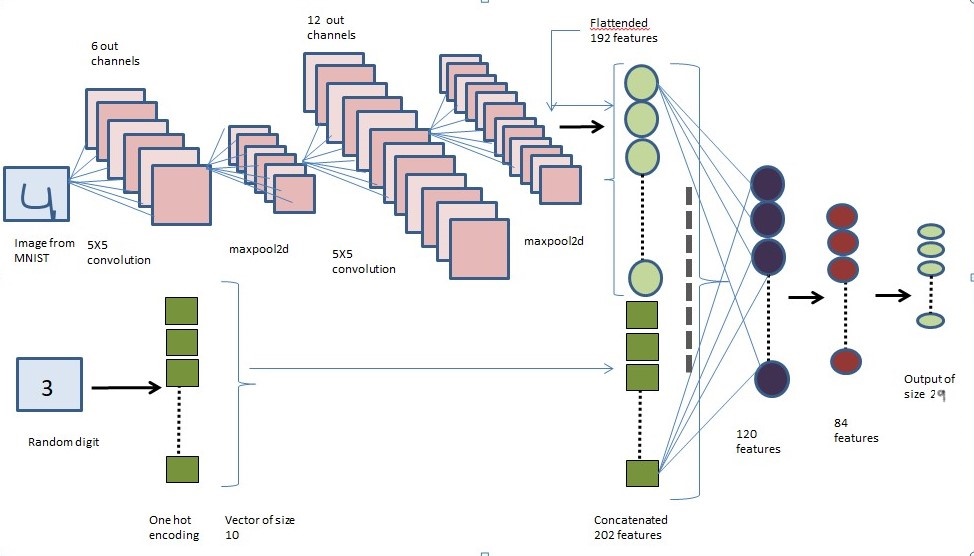 Flattended
192 features
12 out
channels
6 out
channels
4
Image from
MNIST
5X5
convolution
maxpool2d
5X5
convolution
maxpool2d
3
Random digit
One hot
encoding
Vector of size
10
Concatenated
202 features
120
features
84
features
Output of
size 29